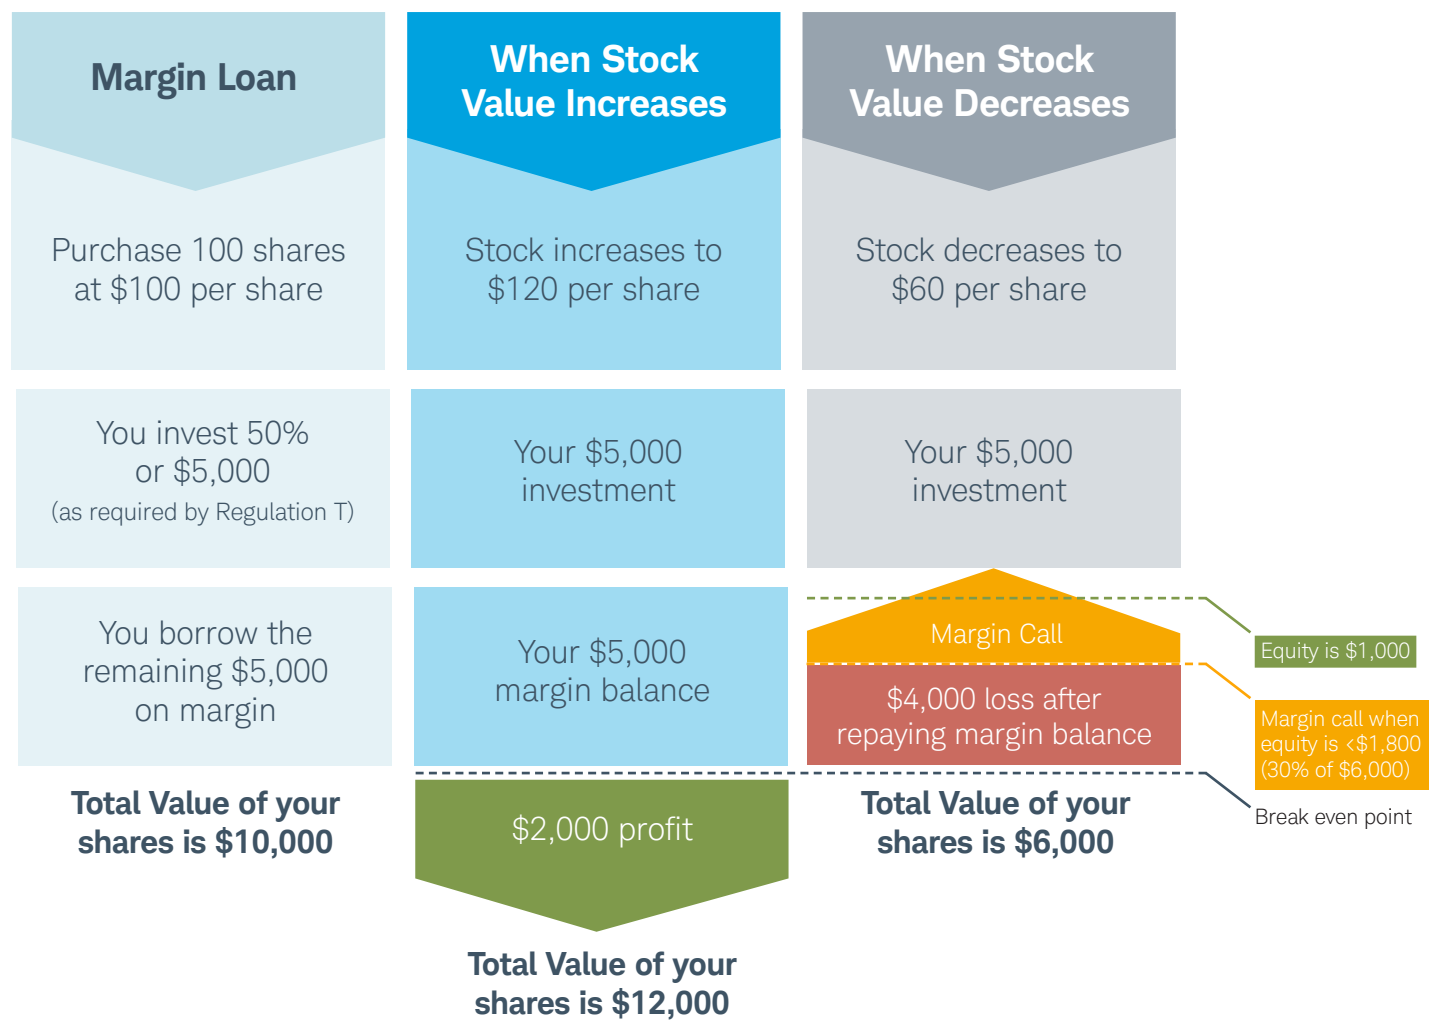 Margin Loan
Purchase 100 shares
at $100 per share
You invest 50%
or $5,000
(as required by Regulation T)
You borrow the
remaining $5,000
on margin
Total Value of your
shares is $10,000
When Stock
Value Increases
Stock increases to
$120 per share
Your $5,000
investment
Your $5,000
margin balance
$2,000 profit
Total Value of your
shares is $12,000
When Stock
Value Decreases
Stock decreases to
$60 per share
Your $5,000
investment
Margin Call
$4,000 loss after
repaying margin balance
Total Value of your
shares is $6,000
Equity is $1,000
Margin call when
equity is <$1,800
(30% of $6,000)
Break even point